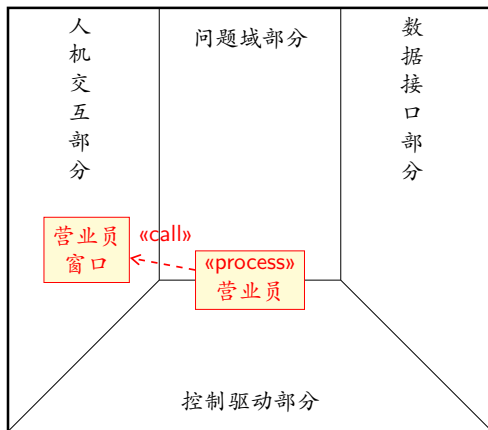 人
机
交
互
部
分
问题域部分
数
据
接
口
部
分
营业员
窗口
«call»
«process»
营业员
控制驱动部分